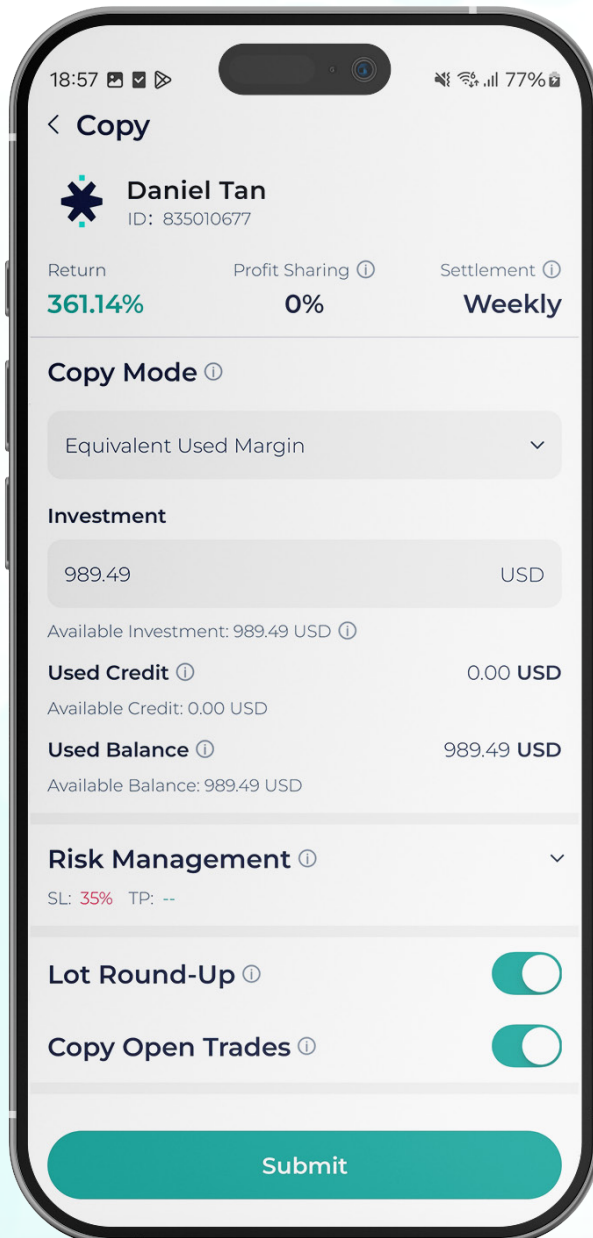 18:57 77%
Copy
Daniel Tan
ID: 835010677
Return Profit Sharing Settlement
361.14% 0% Weekly
Copy Mode
Equivalent Used Margin
Investment
989.49 USD
Available Investment: 989.49 USD
Used Credit 0.00 USD
Available Credit: 0.00 USD
Used Balance 989.49 USD
Available Balance: 989.49 USD
Risk Management
SL: 35% TP: --
Lot Round-Up
Copy Open Trades
Submit